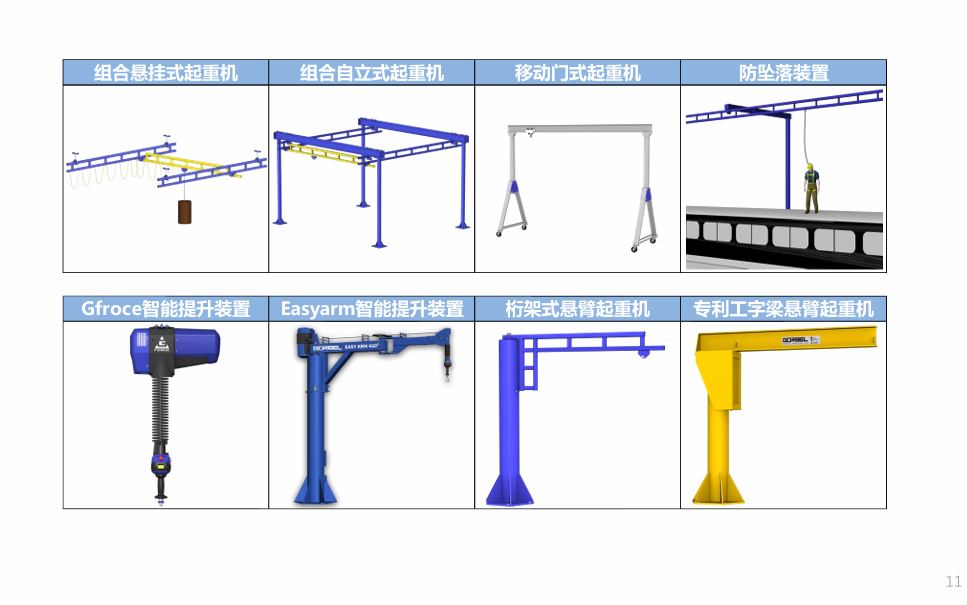 组合悬挂式起重机
组合自立式起重机
移动门式起重机
防坠落装置
Gfroce智能提升装置
Easyarm智能提升装置
桁架式悬臂起重机
专利工字梁悬臂起重机
GORBEL
EASY ARM 660
GORBEL
11